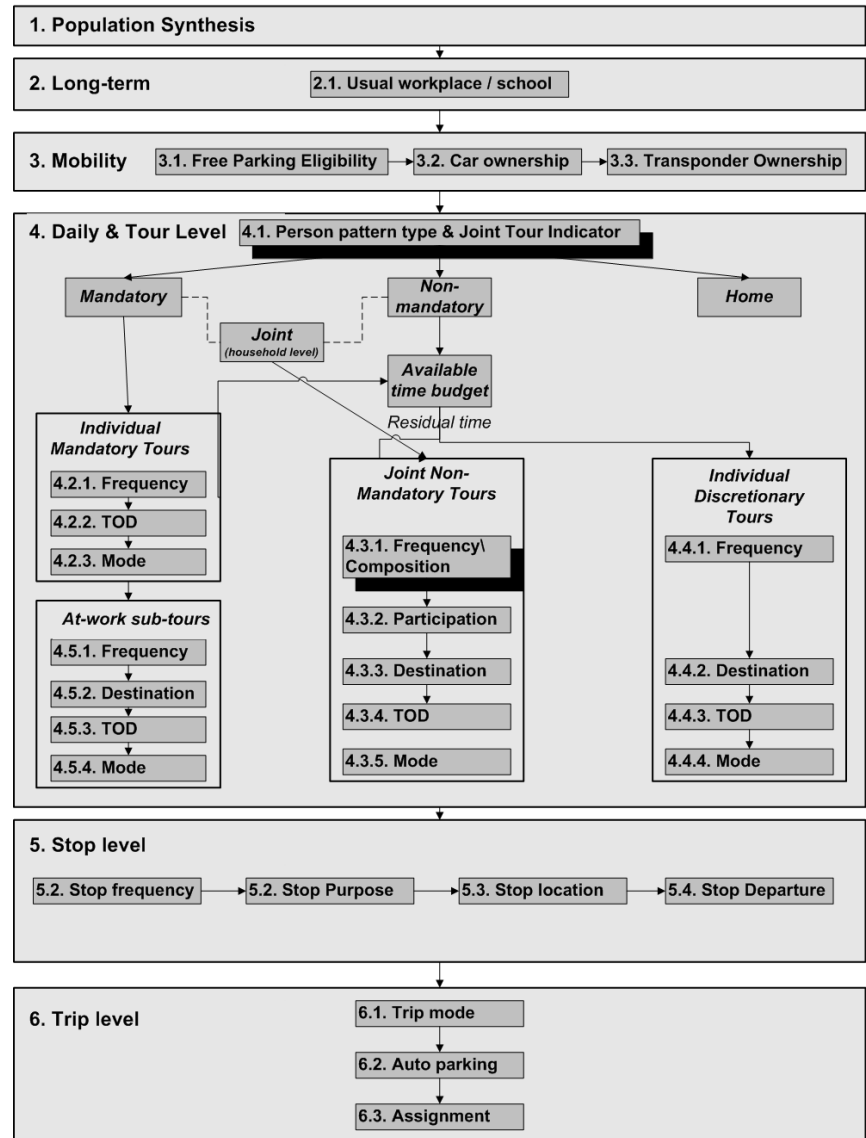 1. Population Synthesis
2. Long-term
2.1. Usual workplace / school
3. Mobility
3.1. Free Parking Eligibility
3.2. Car ownership
3.3. Transponder Ownership
4. Daily & Tour Level
4.1. Person pattern type & Joint Tour Indicator
Mandatory
Non-
mandatory
Home
Joint
(household level)
Available
time budget
Residual time
Individual
Mandatory Tours
4.2.1. Frequency
4.2.2. TOD
4.2.3. Mode
At-work sub-tours
4.5.1. Frequency
4.5.2. Destination
4.5.3. TOD
4.5.4. Mode
Joint Non-
Mandatory Tours
4.3.1. Frequency\
Composition
4.3.2. Participation
4.3.3. Destination
4.3.4. TOD
4.3.5. Mode
Individual
Discretionary
Tours
4.4.1. Frequency
4.4.2. Destination
4.4.3. TOD
4.4.4. Mode
5. Stop level
5.2. Stop frequency
5.2. Stop Purpose
5.3. Stop location
5.4. Stop Departure
6. Trip level
6.1. Trip mode
6.2. Auto parking
6.3. Assignment